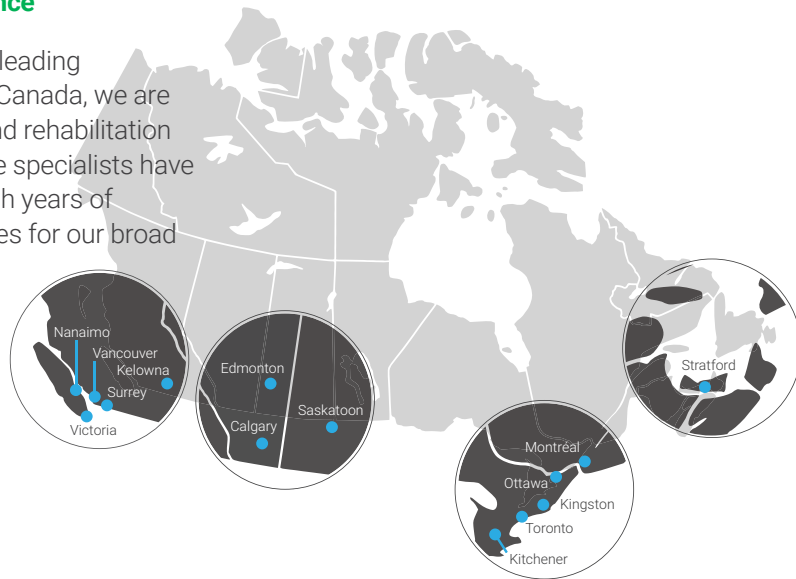 nce
leading
Canada, we are
nd rehabilitation
e specialists have
h years of
es for our broad
Nanaimo
Vancouver
Kelowna
Surrey
Victoria
Edmonton
Saskatoon
Calgary
Stratford
Montréal
Ottawa
Kingston
Toronto
Kitchener